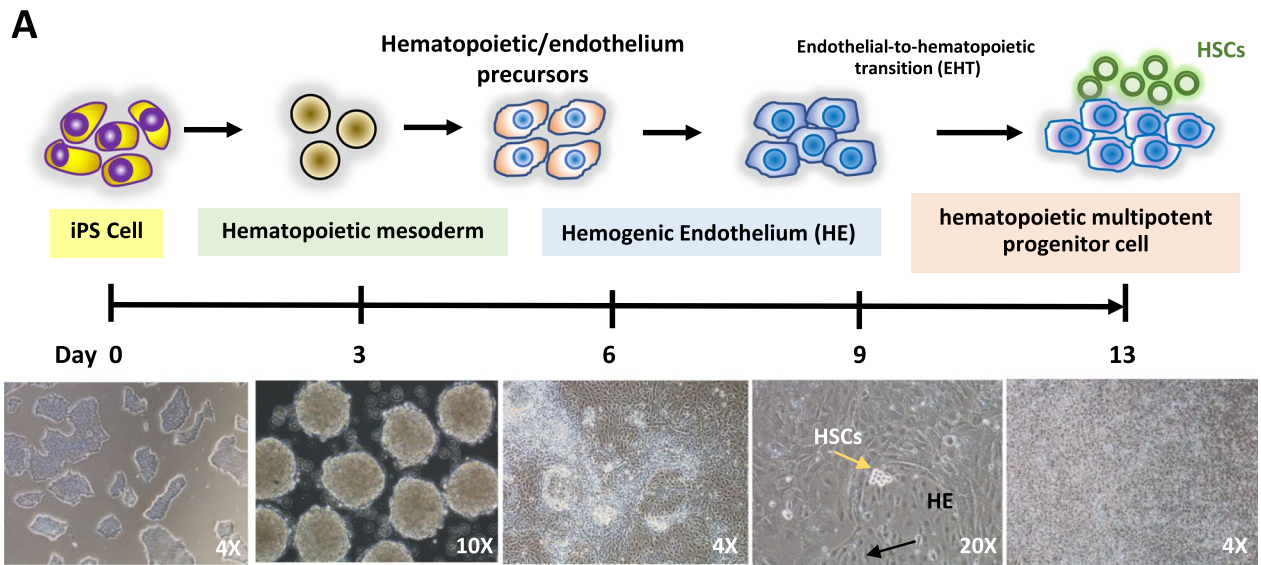 A
Hematopoietic/endothelium
precursors
Endothelial-to-hematopoietic
transition (EHT)
HSCs
iPS Cell
Hematopoietic mesoderm
Hemogenic Endothelium (HE)
hematopoietic multipotent
progenitor cell
Day 0 3 6 9 13
4X
10X
4X
HSCs
HE
20X
4X